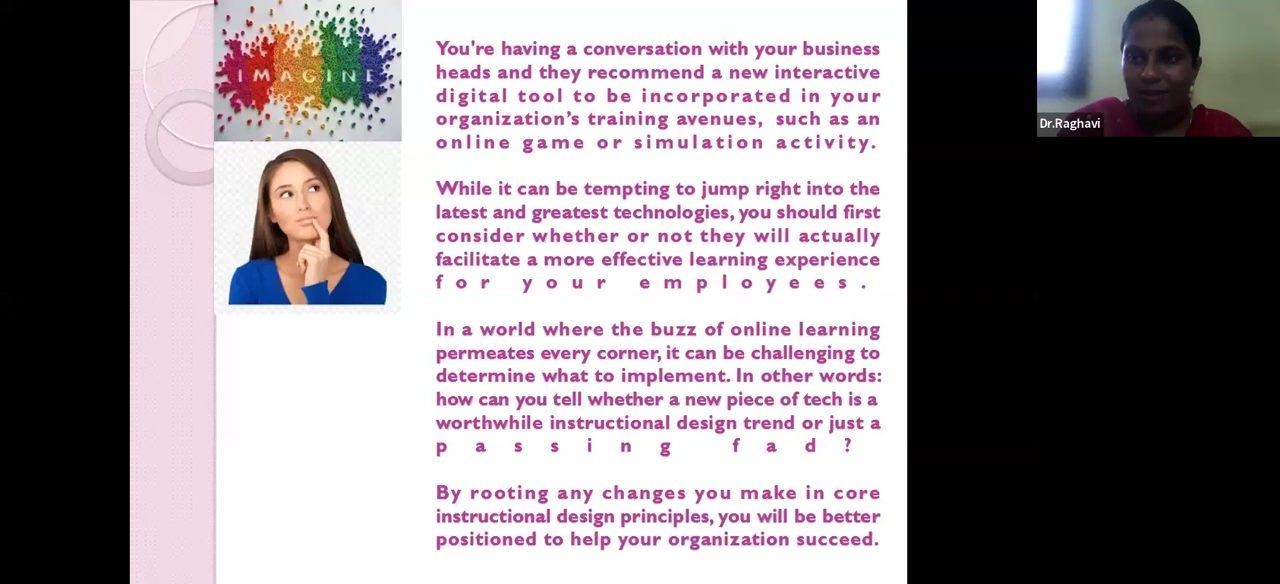 IMAGINE
You're having a conversation with your business
heads and they recommend a new interactive
digital tool to be incorporated in your
organization's training avenues, such as an
online game or simulation activity.
While it can be tempting to jump right into the
latest and greatest technologies, you should first
consider whether or not they will actually
facilitate a more effective learning experience
for your employees.
In a world where the buzz of online learning
permeates every corner, it can be challenging to
determine what to implement. In other words:
how can you tell whether a new piece of tech is a
worthwhile instructional design trend or just a
passing fad?
By rooting any changes you make in core
instructional design principles, you will be better
positioned to help your organization succeed.
Dr.Raghavi